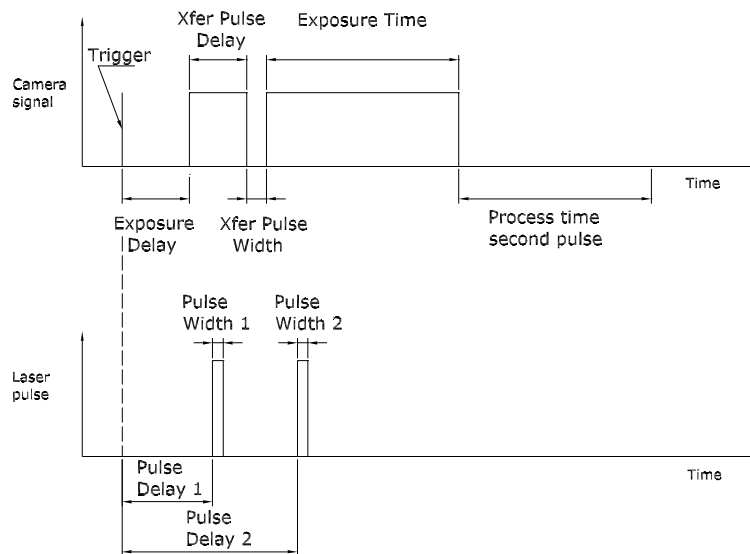 Xfer Pulse
Delay
Exposure Time
Trigger
Camera
signal
Time
Exposure
Delay
Xfer Pulse
Width
Process time
second pulse
Pulse
Width 1
Pulse
Width 2
Laser
pulse
Time
Pulse
Delay 1
Pulse
Delay 2